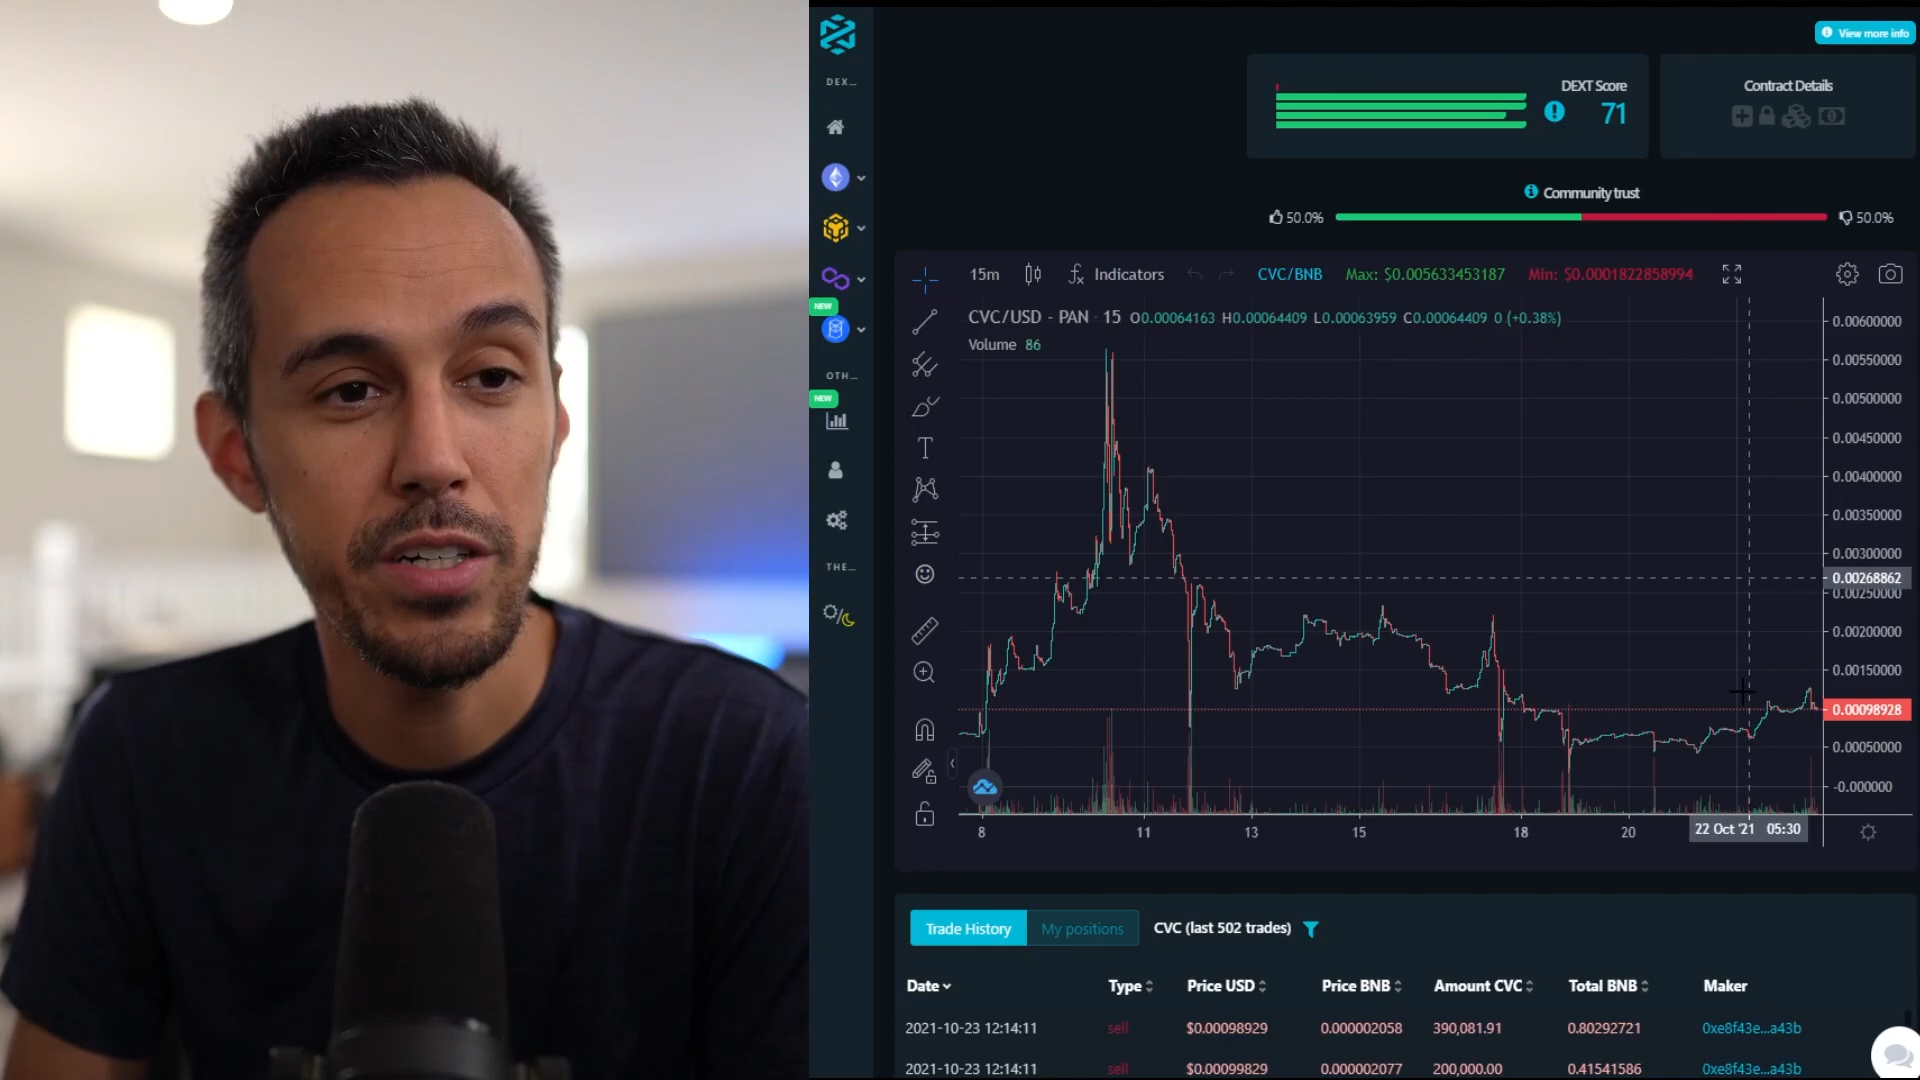 View more info
DEX...
DEXT Score
71
Contract Details
Community trust
50.0%
50.0%
NEW
OTH...
NEW
THE...
15m
Indicators
CVC/BNB
Max: $0.005633453187
Min: $0.0001822858994
CVC/USD - PAN 15 O0.00064163 H0.00064409 L0.00063959 C0.00064409 0 (+0.38%)
Volume 86
0.00600000
0.00550000
0.00500000
0.00450000
0.00400000
0.00350000
0.00300000
0.00268862
0.00250000
0.00200000
0.00150000
0.00098928
0.00050000
-0.000000
8
11
13
15
18
20
22 Oct '21 05:30
Trade History
My positions
CVC (last 502 trades)
Date Type Price USD Price BNB Amount CVC Total BNB Maker
2021-10-23 12:14:11 sell $0.00098929 0.000002058 390,081.91 0.80292721 0xe8f43e...a43b
2021-10-23 12:14:11 sell $0.00099829 0.000002077 200,000.00 0.41541586 0xe8f43e...a43b